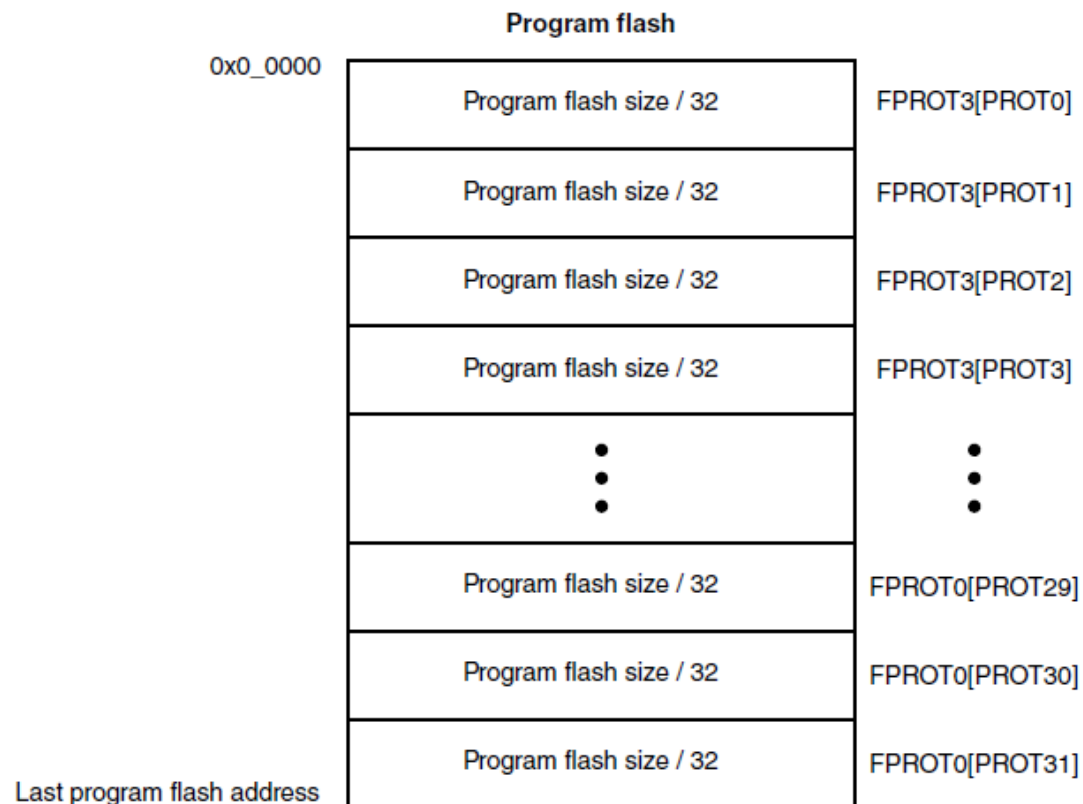 Program flash
0x0_0000
Program flash size / 32 FPROT3[PROT0]
Program flash size / 32 FPROT3[PROT1]
Program flash size / 32 FPROT3[PROT2]
Program flash size / 32 FPROT3[PROT3]
Program flash size / 32 FPROT0[PROT29]
Program flash size / 32 FPROT0[PROT30]
Program flash size / 32 FPROT0[PROT31]
Last program flash address